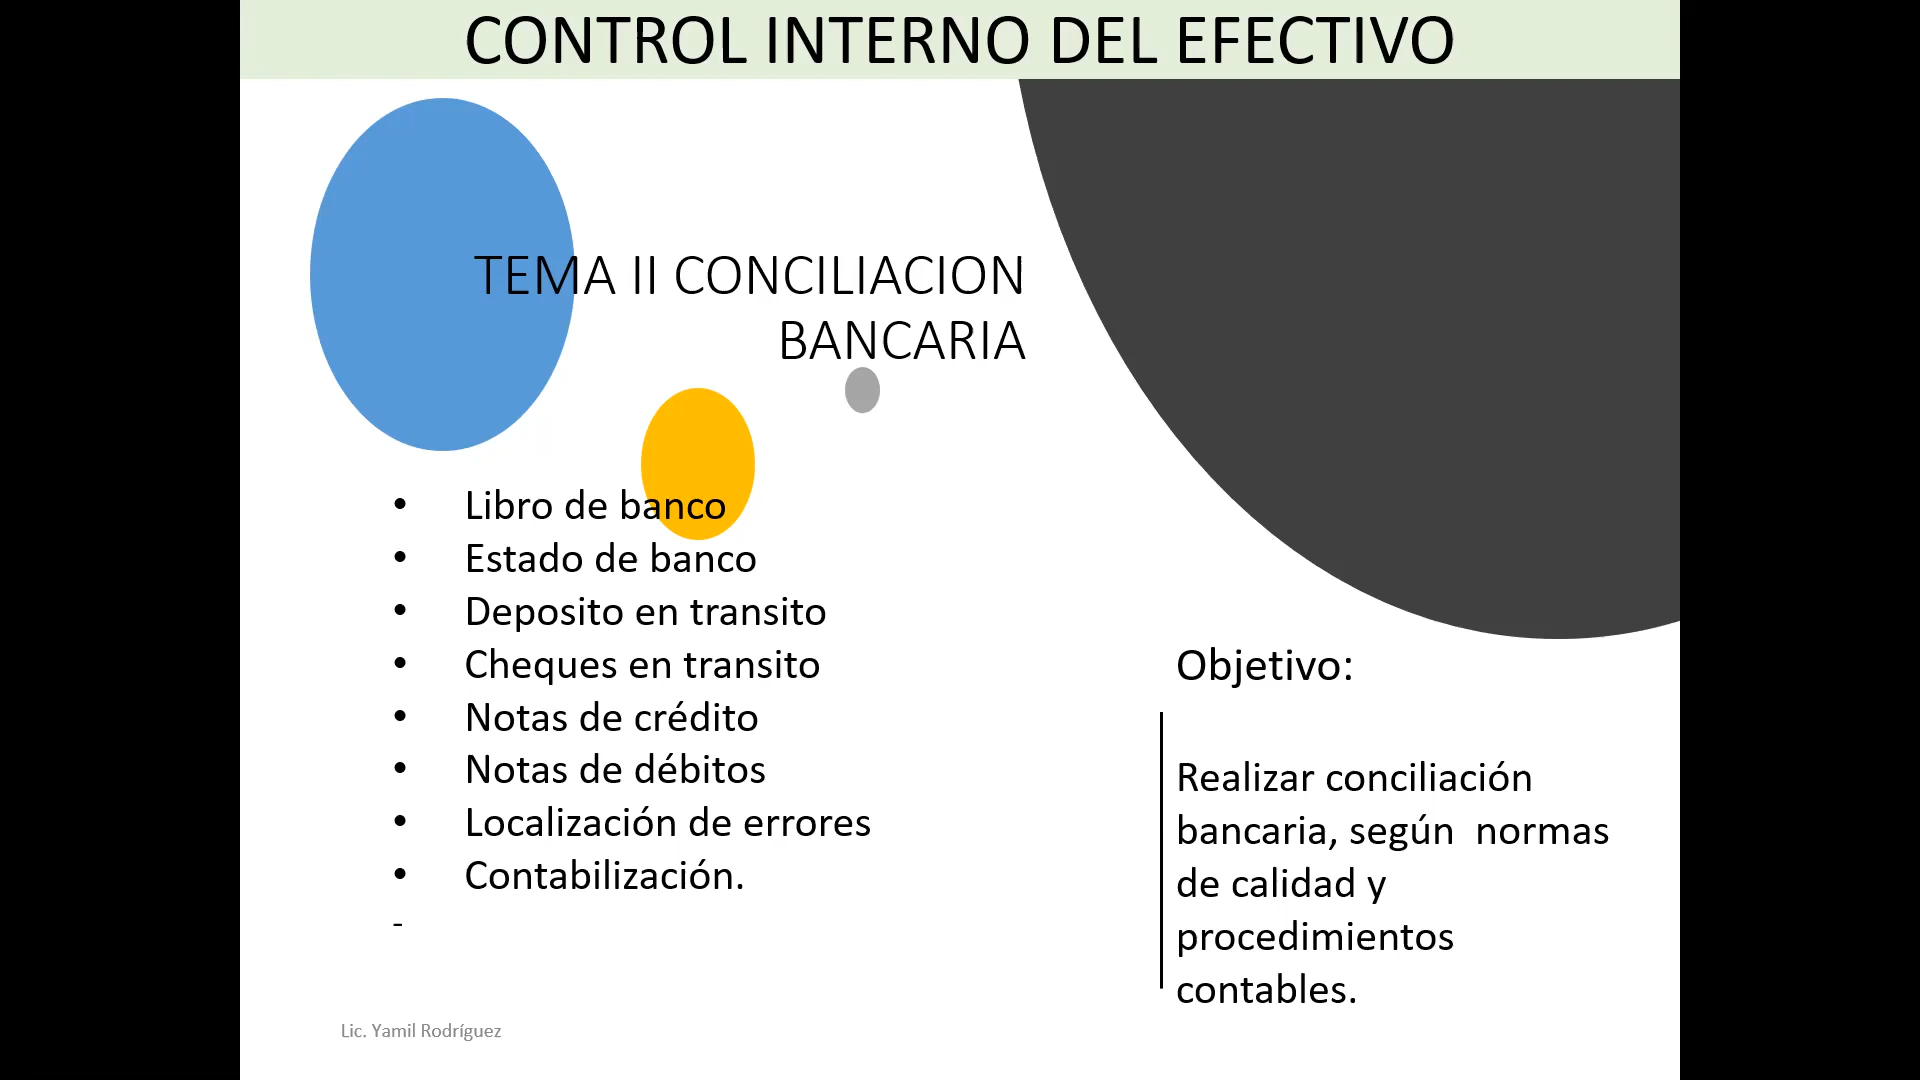 CONTROL INTERNO DEL EFECTIVO
TEMA II CONCILIACION
BANCARIA
• Libro de banco
• Estado de banco
• Deposito en transito
• Cheques en transito
• Notas de crédito
• Notas de débitos
• Localización de errores
• Contabilización.
-
Objetivo:
Realizar conciliación
bancaria, según  normas
de calidad y
procedimientos
contables.
Lic. Yamil Rodríguez